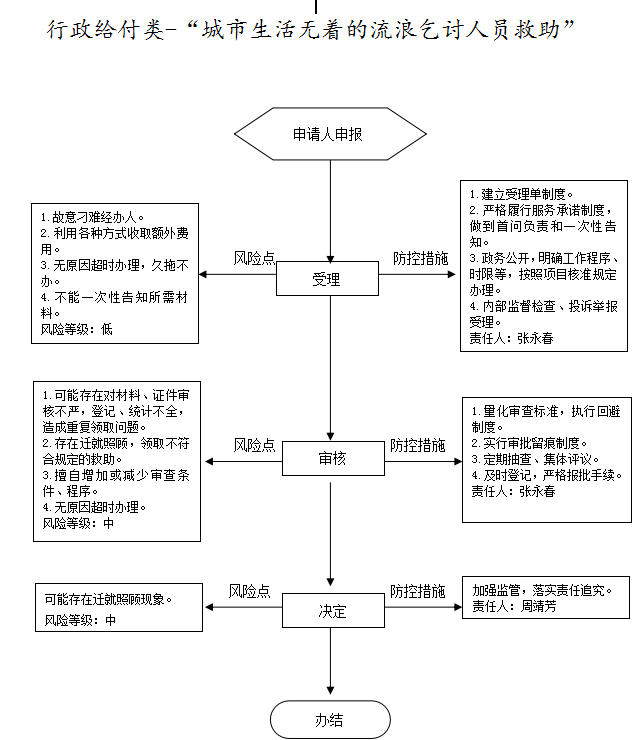 行政给付类-“城市生活无着的流浪乞讨人员救助”
申请人申报
1.故意刁难经办人。
2.利用各种方式收取额外费
用。
3.无原因超时办理，久拖不
办。
4.不能一次性告知所需材
料。
风险等级：低
风险点
受理
防控措施
1.建立受理单制度。
2.严格履行服务承诺制度，
做到首问负责和一次性告
知。
3.政务公开，明确工作程序、
时限等，按照项目核准规定
办理。
4.内部监督检查、投诉举报
受理。
责任人：张永春
1.可能存在对材料、证件审
核不严，登记、统计不全，
造成重复领取问题。
2.存在迁就照顾，领取不符
合规定的救助。
3.擅自增加或减少审查条
件、程序。
4.无原因超时办理。
风险等级：中
风险点
审核
防控措施
1.量化审查标准，执行回避
制度。
2.实行审批留痕制度。
3.定期抽查、集体评议。
4.及时登记，严格报批手续。
责任人：张永春
可能存在迁就照顾现象。
风险等级：中
风险点
决定
防控措施
加强监管，落实责任追究。
责任人：周靖芳
办结